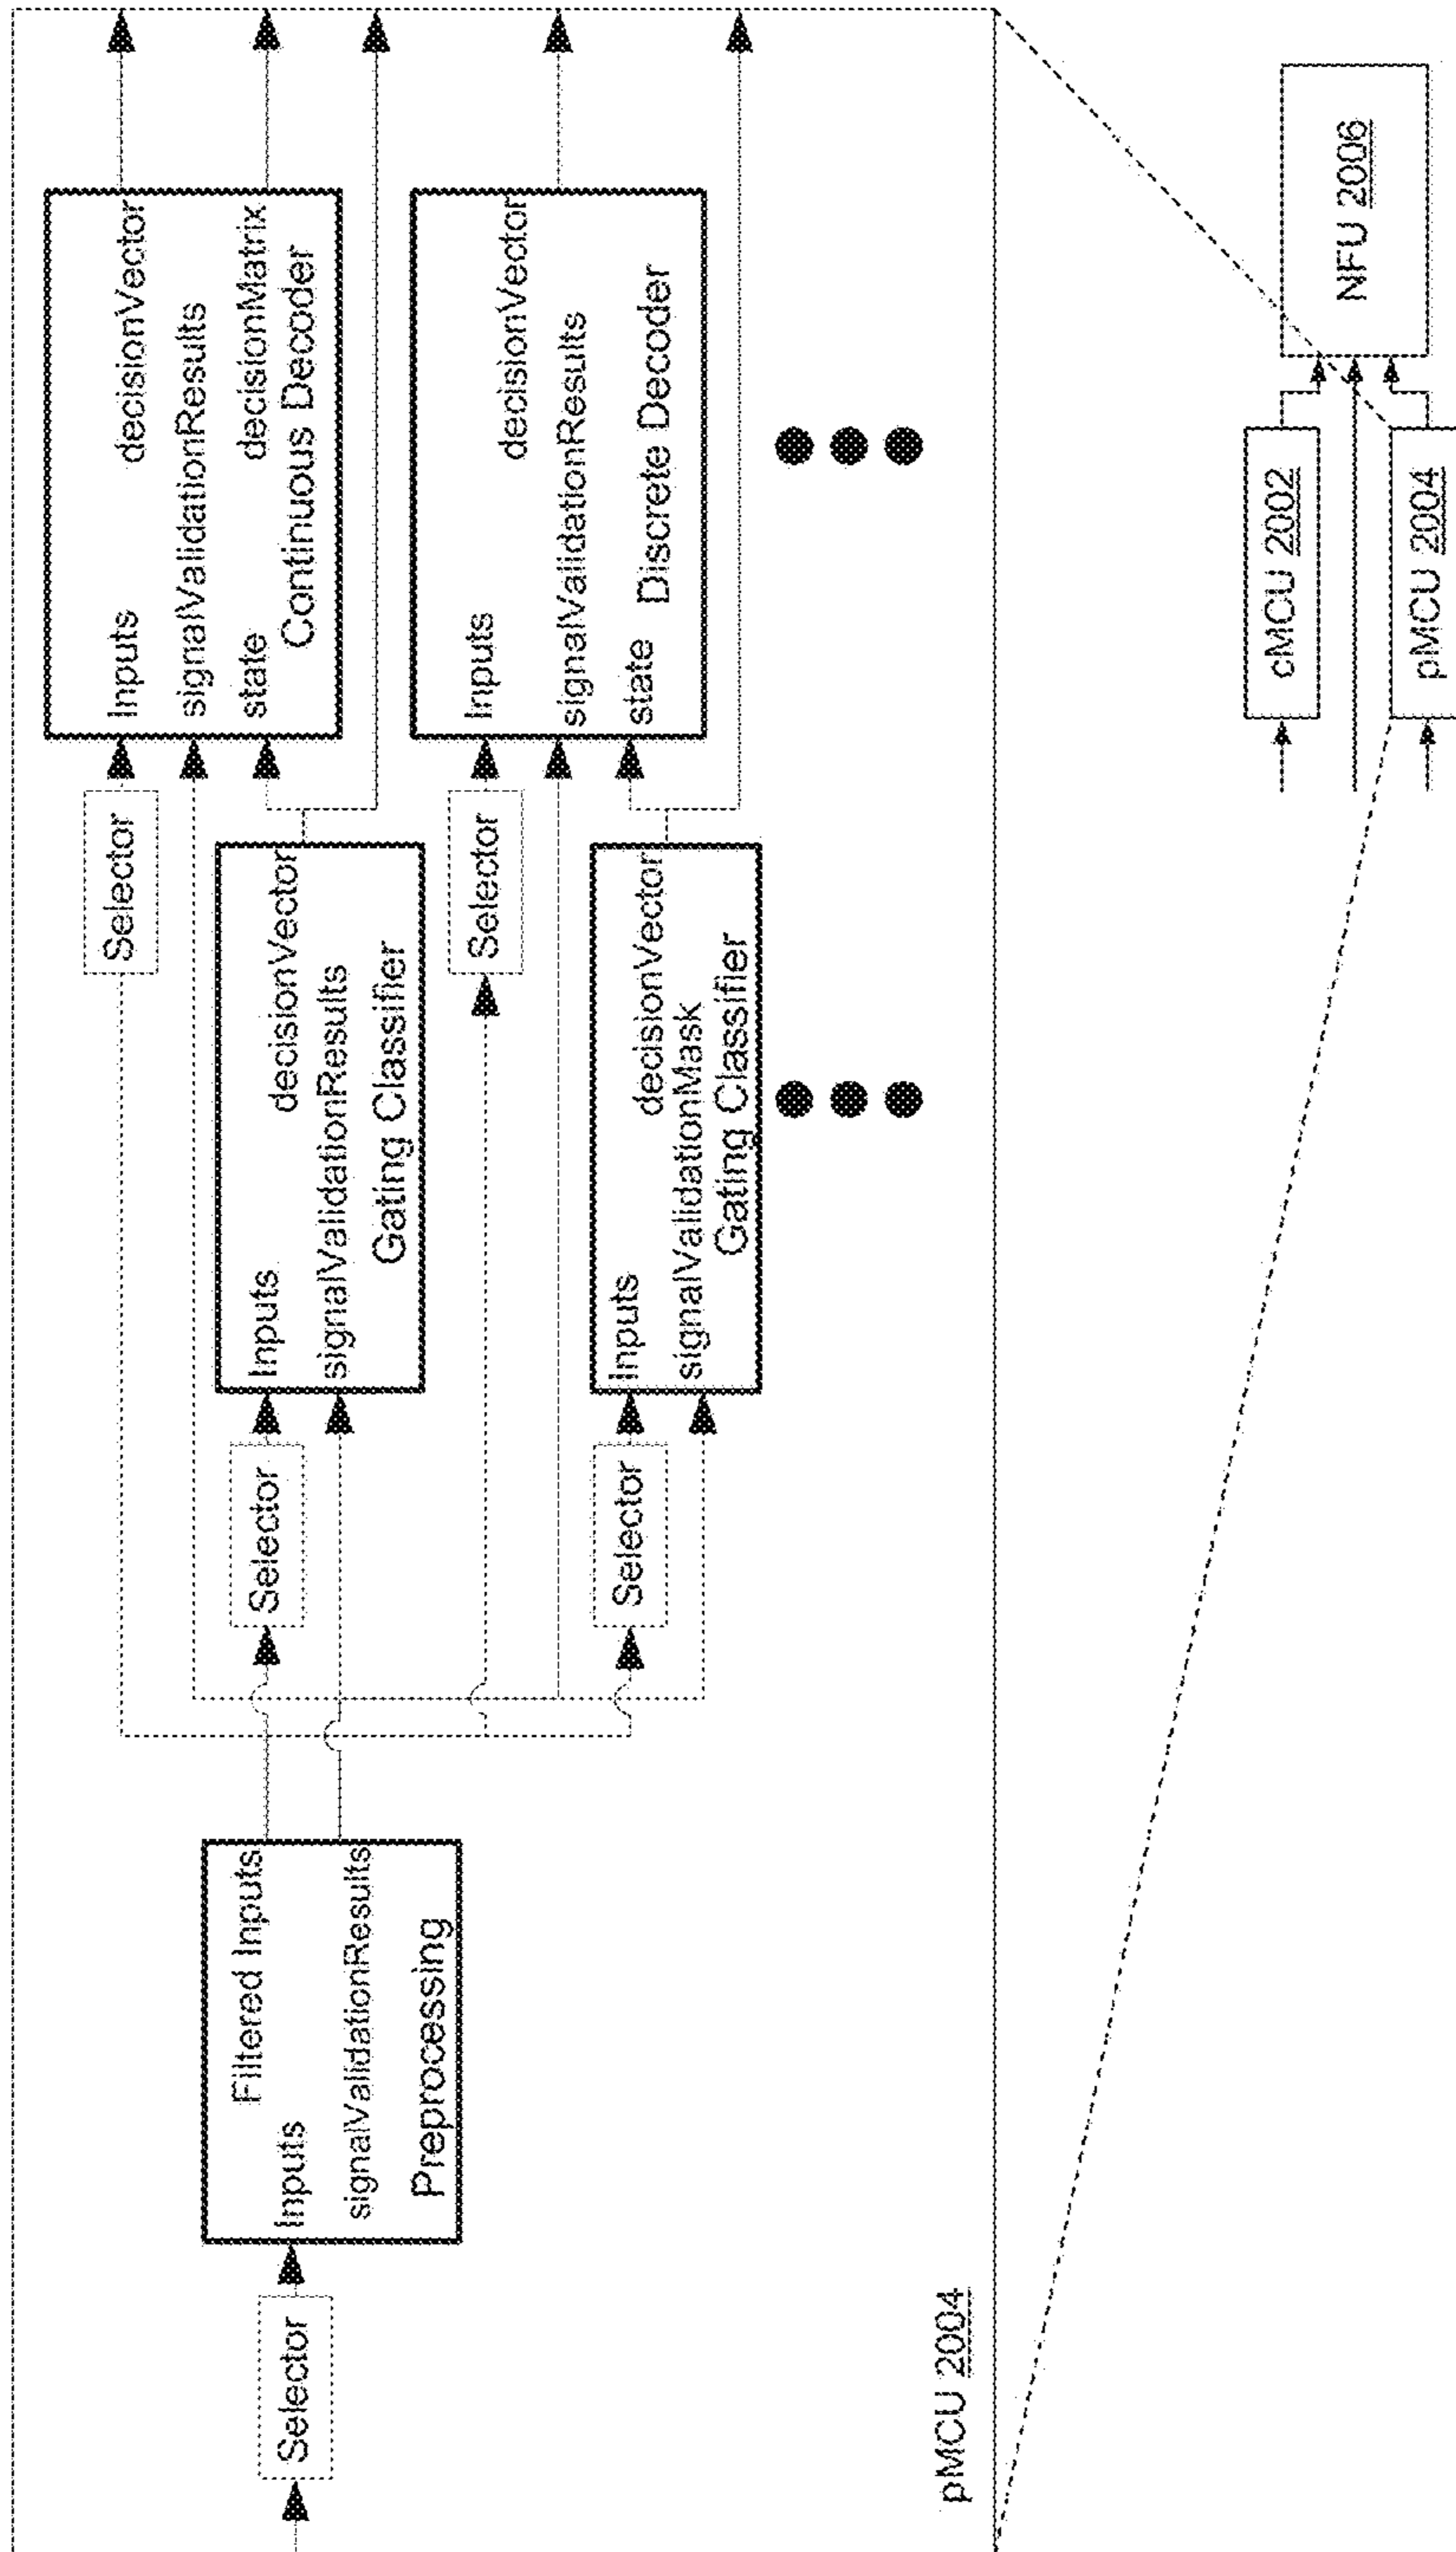 Selector
Inputs
Filtered Inputs
signalValidationResults
Preprocessing
Selector
Inputs
decisionVector
signalValidationResults
Gating Classifier
Selector
Inputs
decisionVector
signalValidationResults
state
decisionMatrix
Continuous Decoder
Selector
Inputs
decisionVector
signalValidationMask
Gating Classifier
Selector
Inputs
decisionVector
signalValidationResults
state
Discrete Decoder
pMCU 2004
cMCU 2002
pMCU 2004
NFU 2006